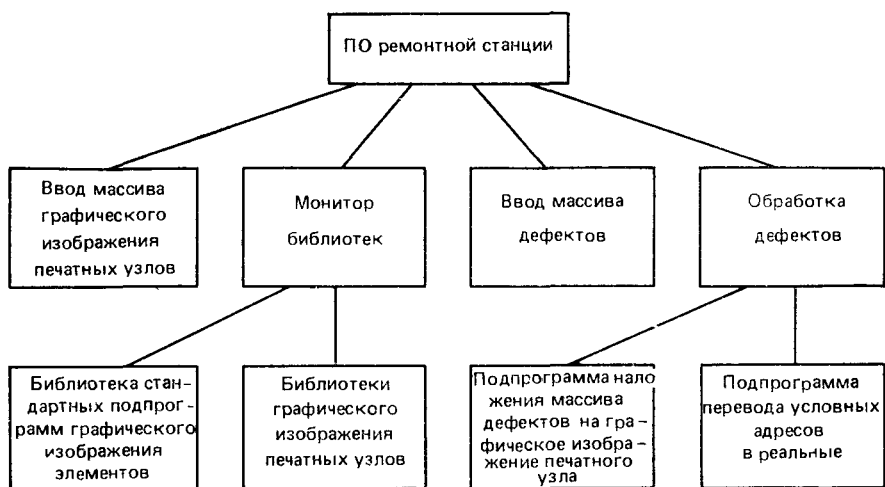 ПО ремонтной станции
Ввод массива
графического
изображения
печатных узлов
Монитор
библиотек
Ввод массива
дефектов
Обработка
дефектов
Библиотека стан-
дартных подпрог-
рамм графического
изображения
элементов
Библиотеки
графического
изображения
печатных узлов
Подпрограмма нало
жения массива
дефектов на гра-
фическое изобра-
жение печатного
узла
Подпрограмма
перевода условных
адресов
в реальные